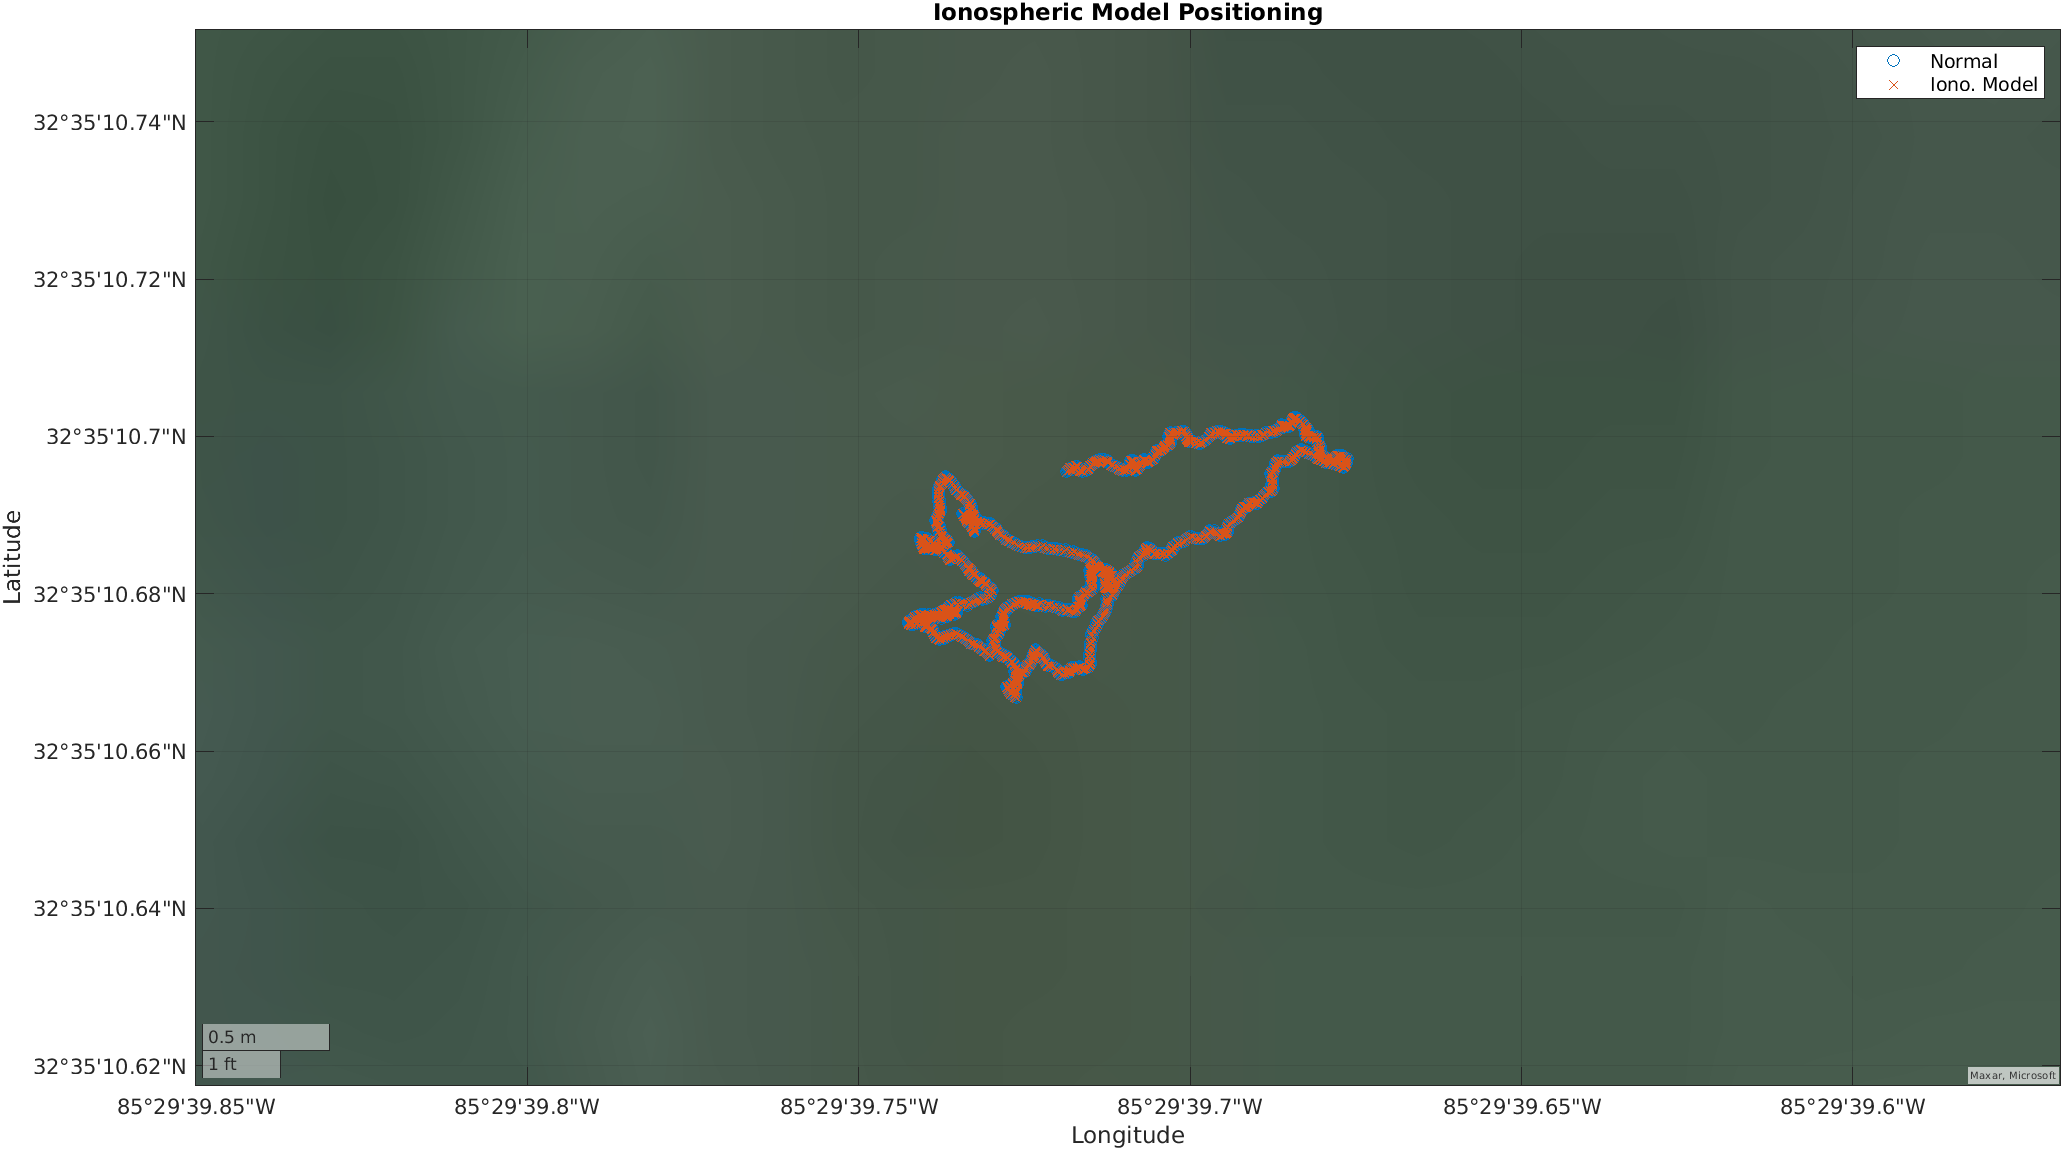 Ionospheric Model Positioning
Normal
Iono. Model
32°35'10.74"N
32°35'10.72"N
32°35'10.7"N
32°35'10.68"N
32°35'10.66"N
32°35'10.64"N
32°35'10.62"N
Latitude
0.5 m
1 ft
Maxar, Microsoft
85°29'39.85"W
85°29'39.8"W
85°29'39.75"W
85°29'39.7"W
85°29'39.65"W
85°29'39.6"W
Longitude